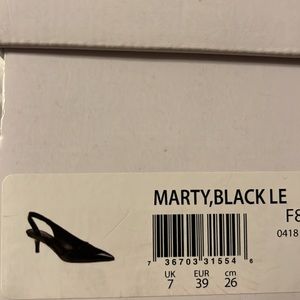 MARTY,BLACK LE
F8
0418
7 36703 31554 6
UK EUR cm
7 39 26